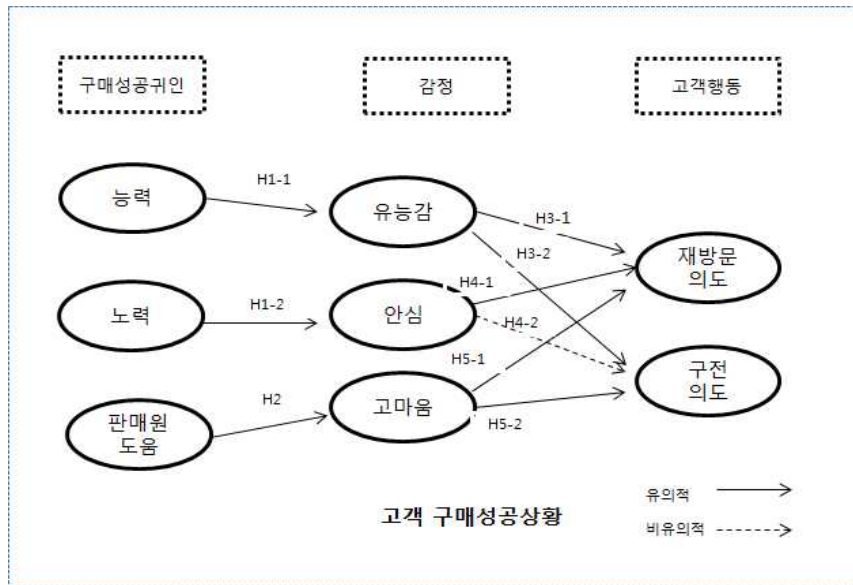 구매성공귀인
감정
고객행동
능력
H1-1
유능감
H3-1
H3-2
재방문
의도
노력
H1-2
안심
H4-1
H4-2
H5-1
구전
의도
판매원
도움
H2
고마움
H5-2
고객 구매성공상황
유의적
비유의적